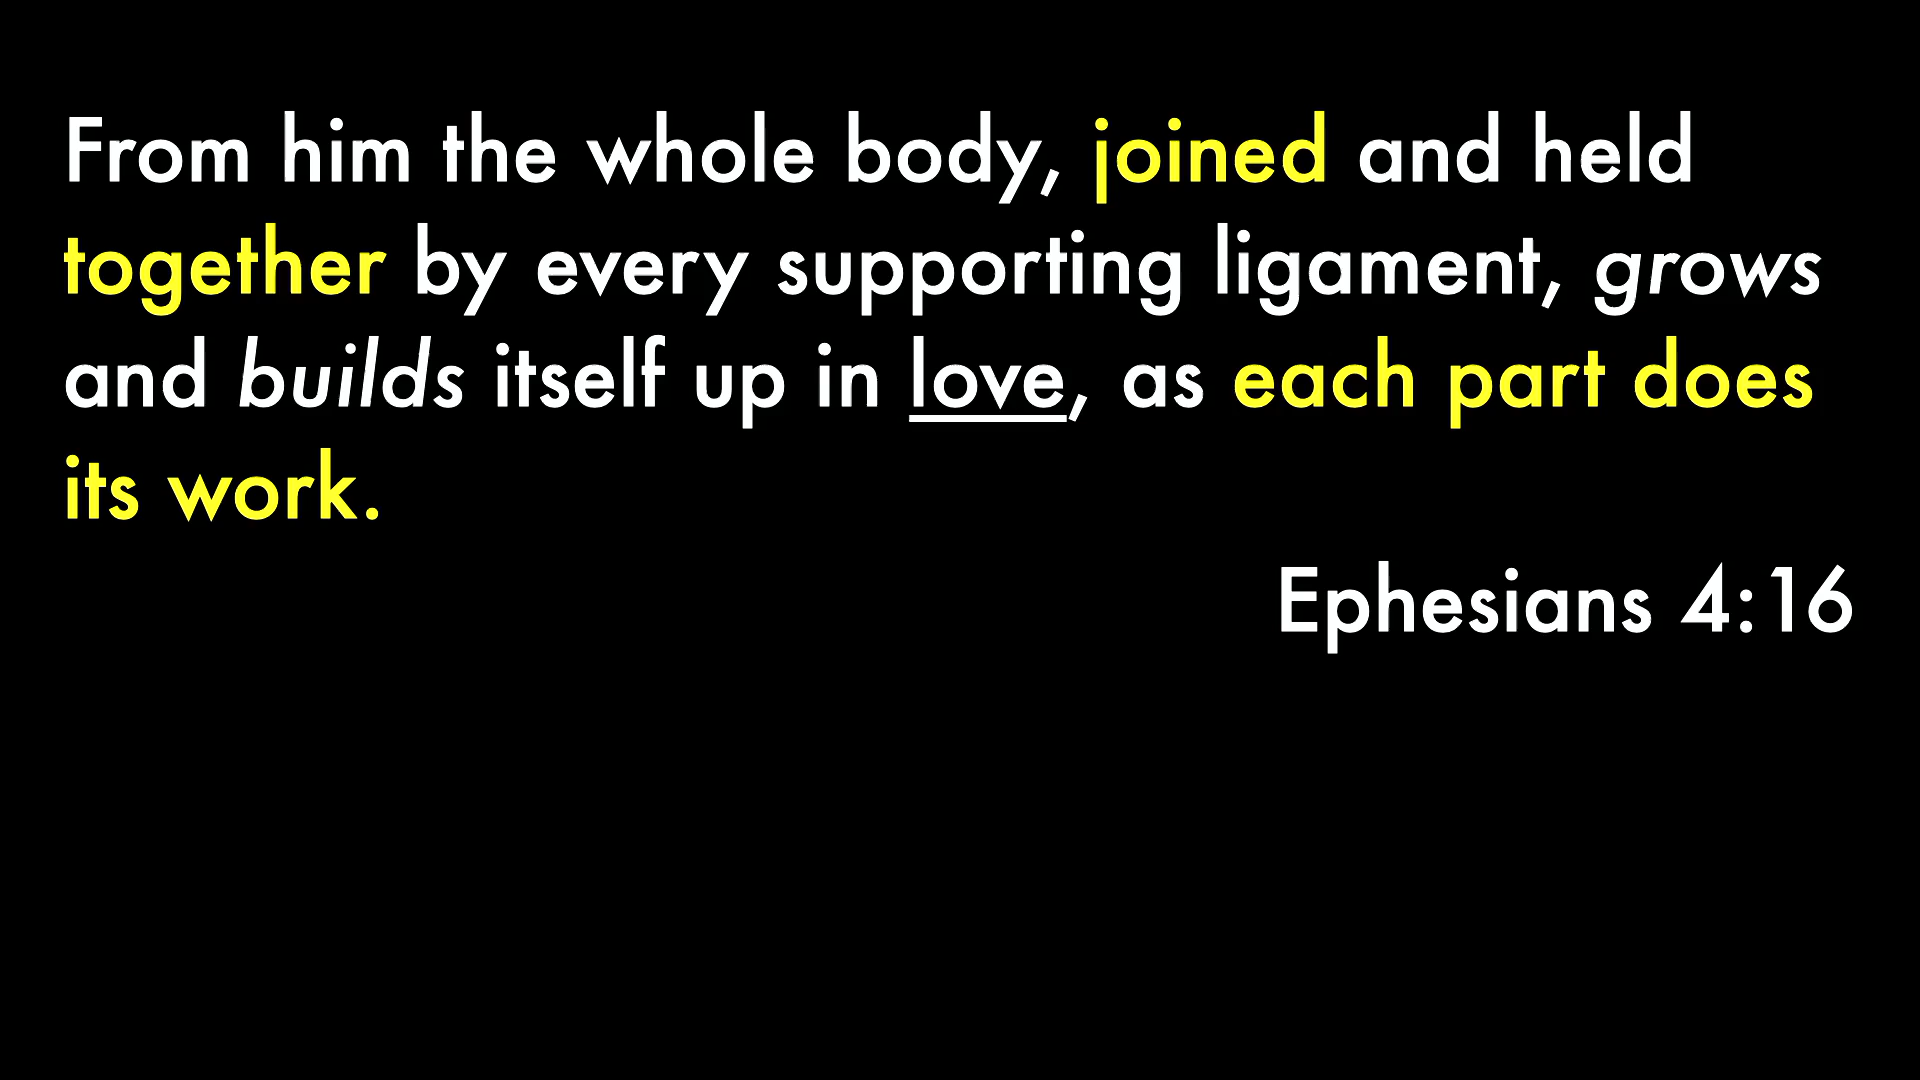 From him the whole body, joined and held
together by every supporting ligament, grows
and builds itself up in love, as each part does
its work.
Ephesians 4:16